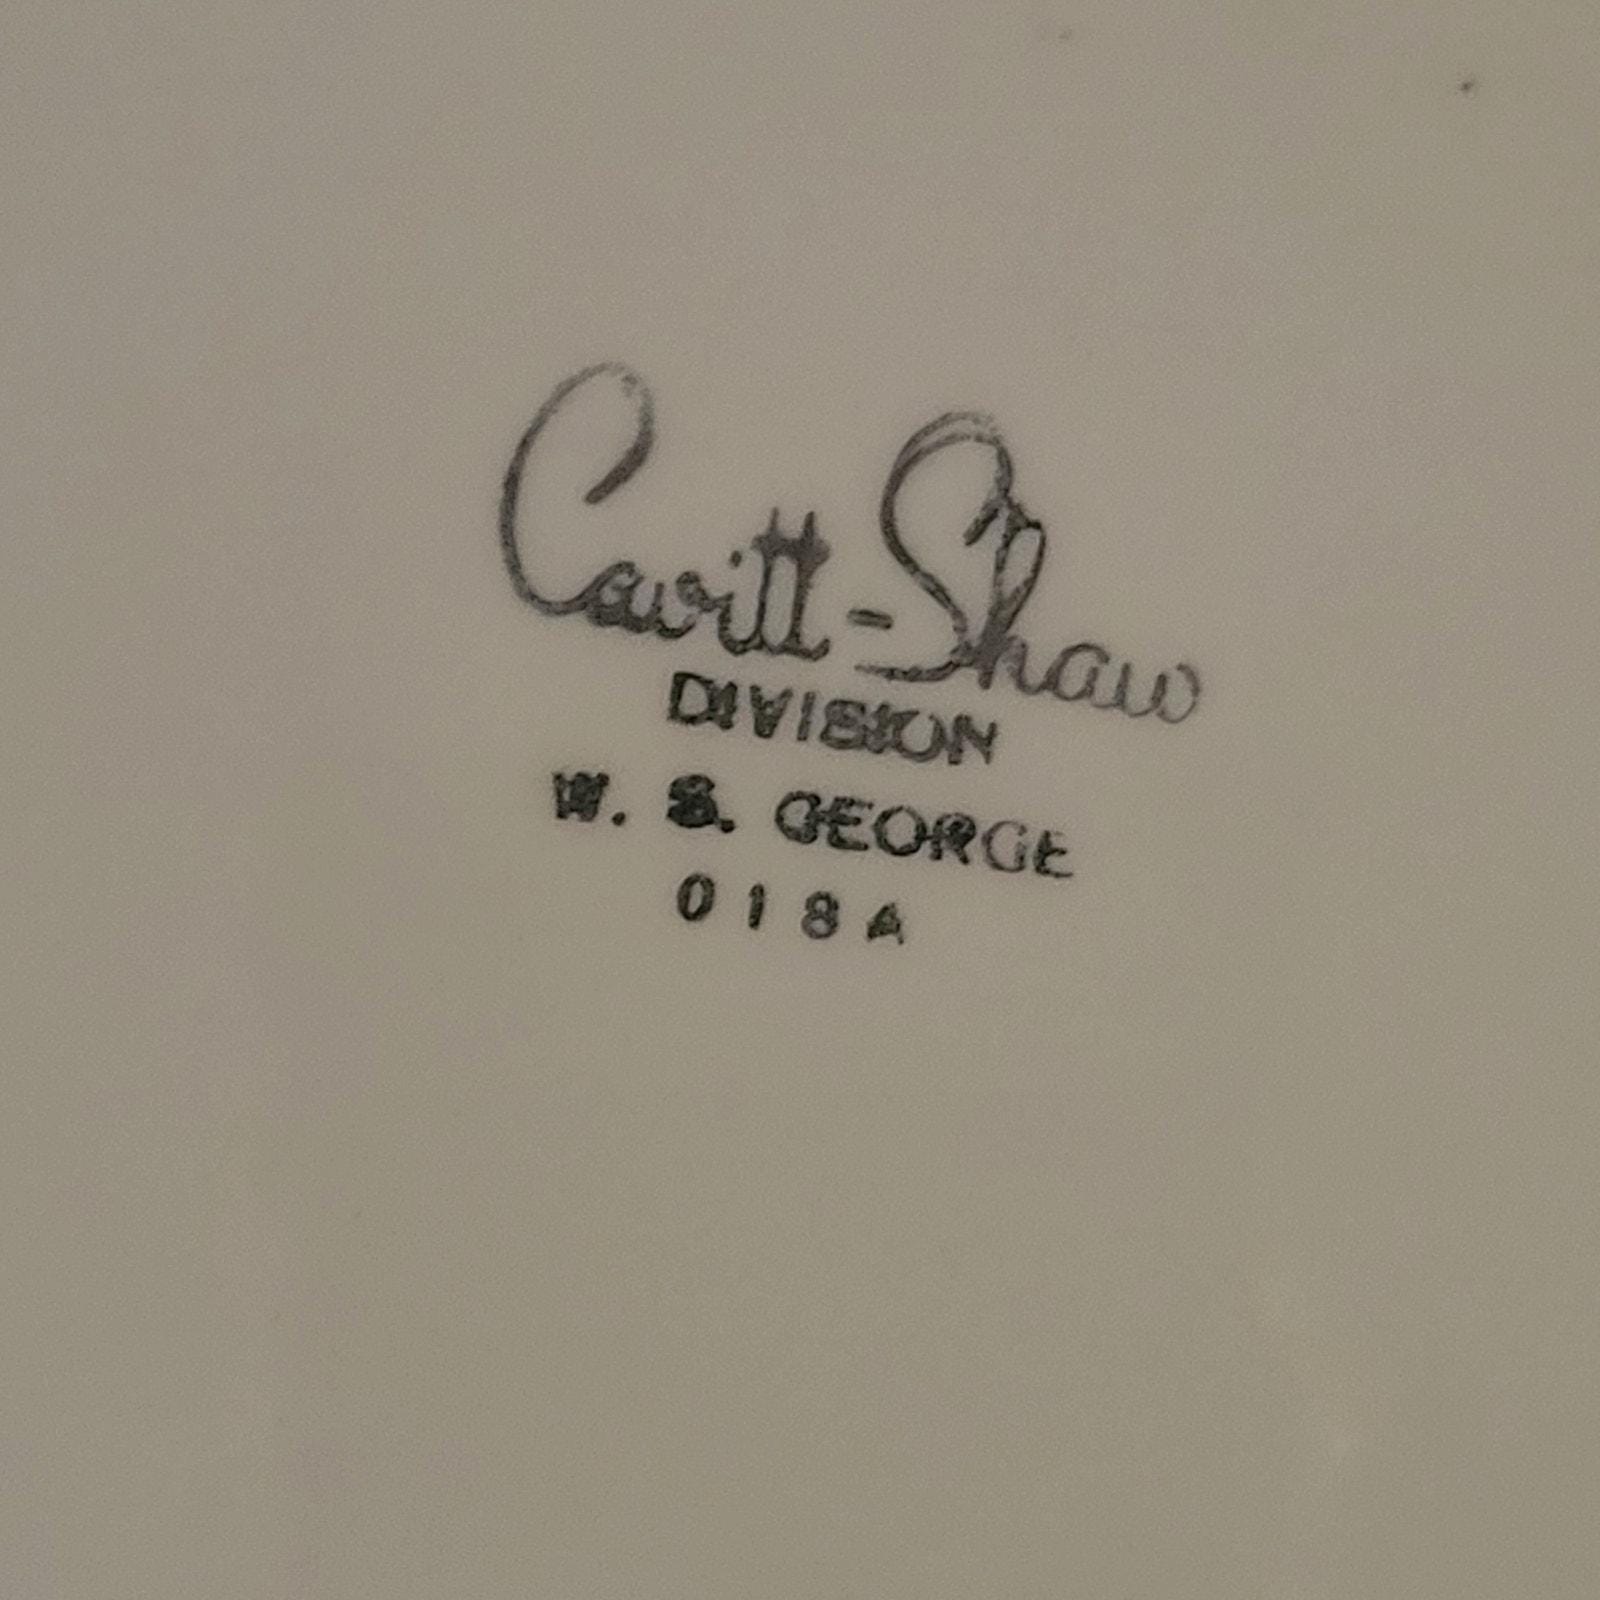 Cavitt-Shaw
DIVISION
W. S. GEORGE
018A